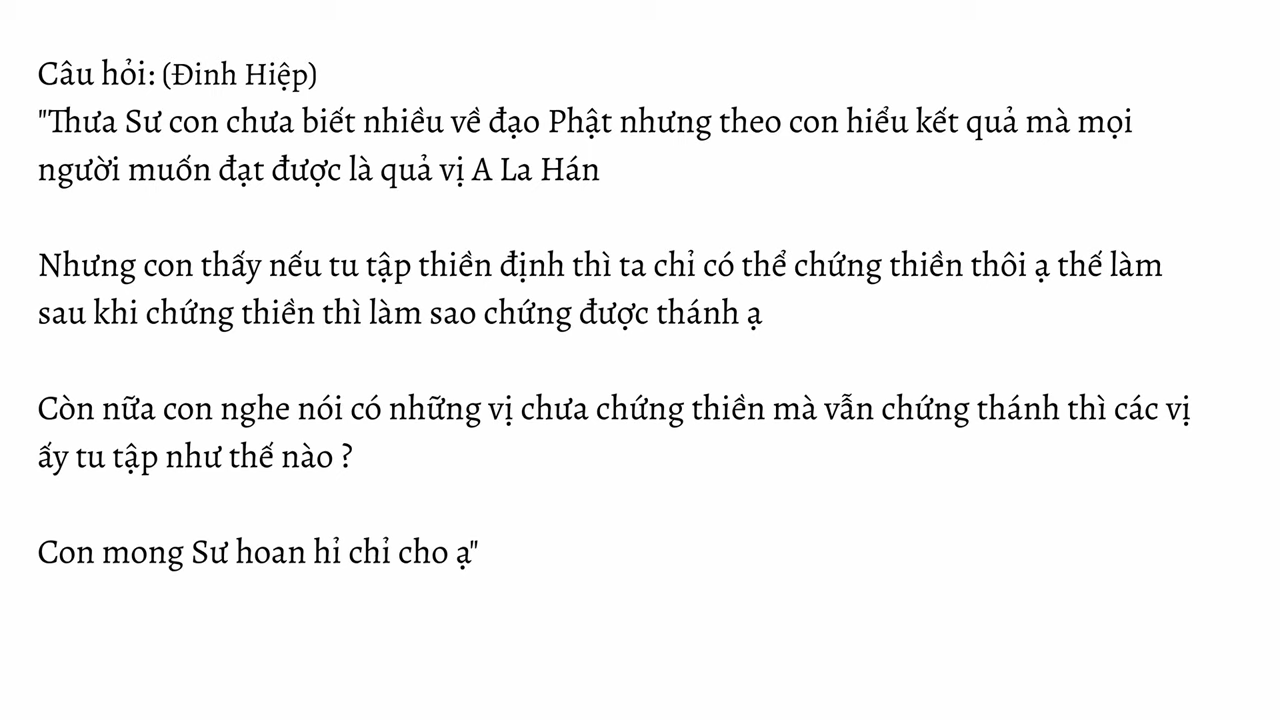 Câu hỏi: (Đinh Hiệp)
"Thưa Sư con chưa biết nhiều về đạo Phật nhưng theo con hiểu kết quả mà mọi
người muốn đạt được là quả vị A La Hán
Nhưng con thấy nếu tu tập thiền định thì ta chỉ có thể chứng thiền thôi ạ thế làm
sau khi chứng thiền thì làm sao chứng được thánh ạ
Còn nữa con nghe nói có những vị chưa chứng thiền mà vẫn chứng thánh thì các vị
ấy tu tập như thế nào ?
Con mong Sư hoan hỉ chỉ cho ạ"